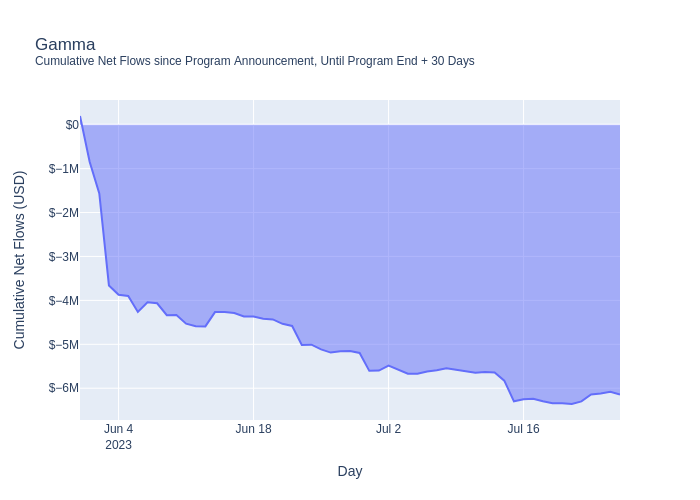 Gamma
Cumulative Net Flows since Program Announcement, Until Program End + 30 Days
Cumulative Net Flows (USD)
$0
$−1M
$−2M
$−3M
$−4M
$−5M
$−6M
Jun 4
2023
Jun 18
Jul 2
Jul 16
Day